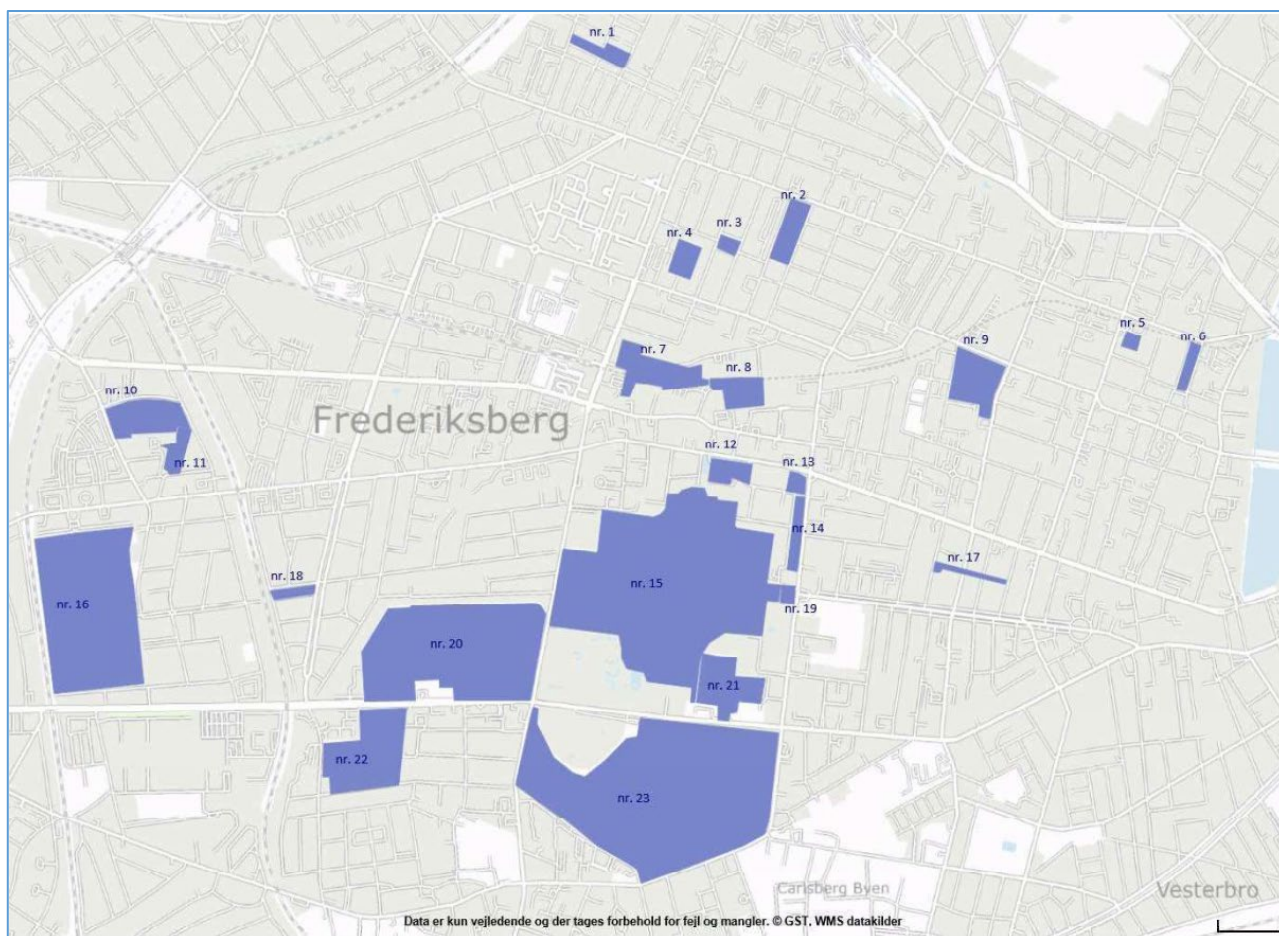 nr. 1
nr. 2
nr. 3
nr. 4
nr. 5
nr. 6
nr. 7
nr. 8
nr. 9
nr. 10
nr. 11
Frederiksberg
nr. 12
nr. 13
nr. 14
nr. 15
nr. 16
nr. 17
nr. 18
nr. 19
nr. 20
nr. 21
nr. 22
nr. 23
Carlsberg Byen
Vesterbro
Data er kun vejledende og der tages forbehold for fejl og mangler. © GST, WMS datakilder